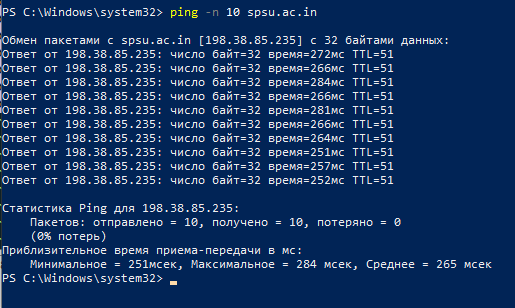 PS C:\Windows\system32> ping -n 10 spsu.ac.in
Обмен пакетами с spsu.ac.in [198.38.85.235] с 32 байтами данных:
Ответ от 198.38.85.235: число байт=32 время=272мс TTL=51
Ответ от 198.38.85.235: число байт=32 время=266мс TTL=51
Ответ от 198.38.85.235: число байт=32 время=284мс TTL=51
Ответ от 198.38.85.235: число байт=32 время=266мс TTL=51
Ответ от 198.38.85.235: число байт=32 время=281мс TTL=51
Ответ от 198.38.85.235: число байт=32 время=266мс TTL=51
Ответ от 198.38.85.235: число байт=32 время=264мс TTL=51
Ответ от 198.38.85.235: число байт=32 время=251мс TTL=51
Ответ от 198.38.85.235: число байт=32 время=257мс TTL=51
Ответ от 198.38.85.235: число байт=32 время=252мс TTL=51
Статистика Ping для 198.38.85.235:
Пакетов: отправлено = 10, получено = 10, потеряно = 0
(0% потерь)
Приблизительное время приема-передачи в мс:
Минимальное = 251мсек, Максимальное = 284 мсек, Среднее = 265 мсек
PS C:\Windows\system32>